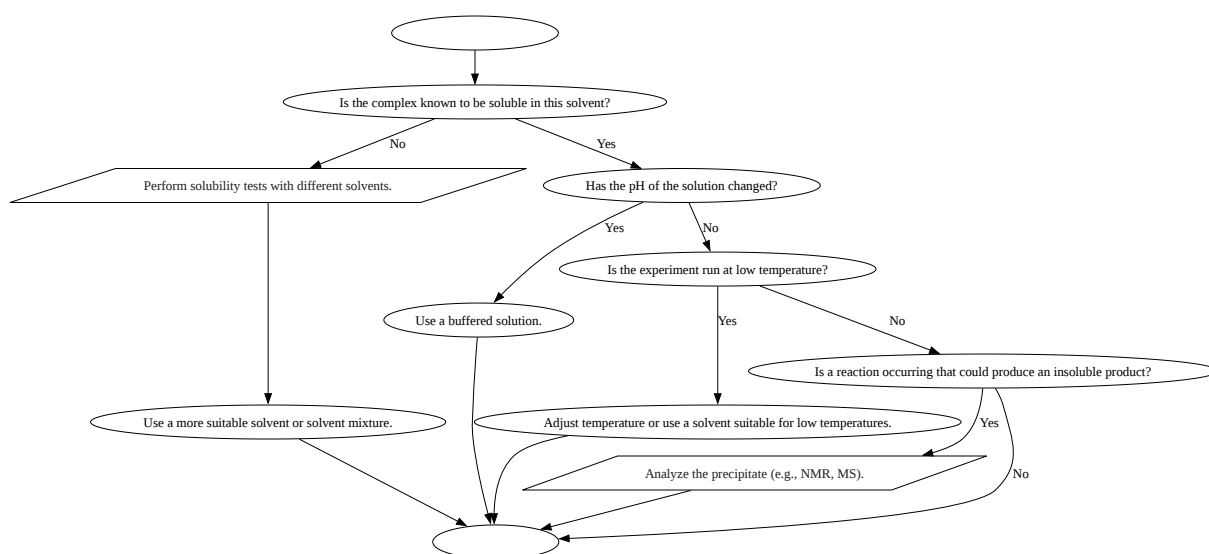 Is the complex known to be soluble in this solvent?
No
Yes
Perform solubility tests with different solvents.
Has the pH of the solution changed?
Yes
No
Is the experiment run at low temperature?
Use a buffered solution.
Yes
No
Is a reaction occurring that could produce an insoluble product?
Use a more suitable solvent or solvent mixture.
Adjust temperature or use a solvent suitable for low temperatures.
Yes
Analyze the precipitate (e.g., NMR, MS).
No